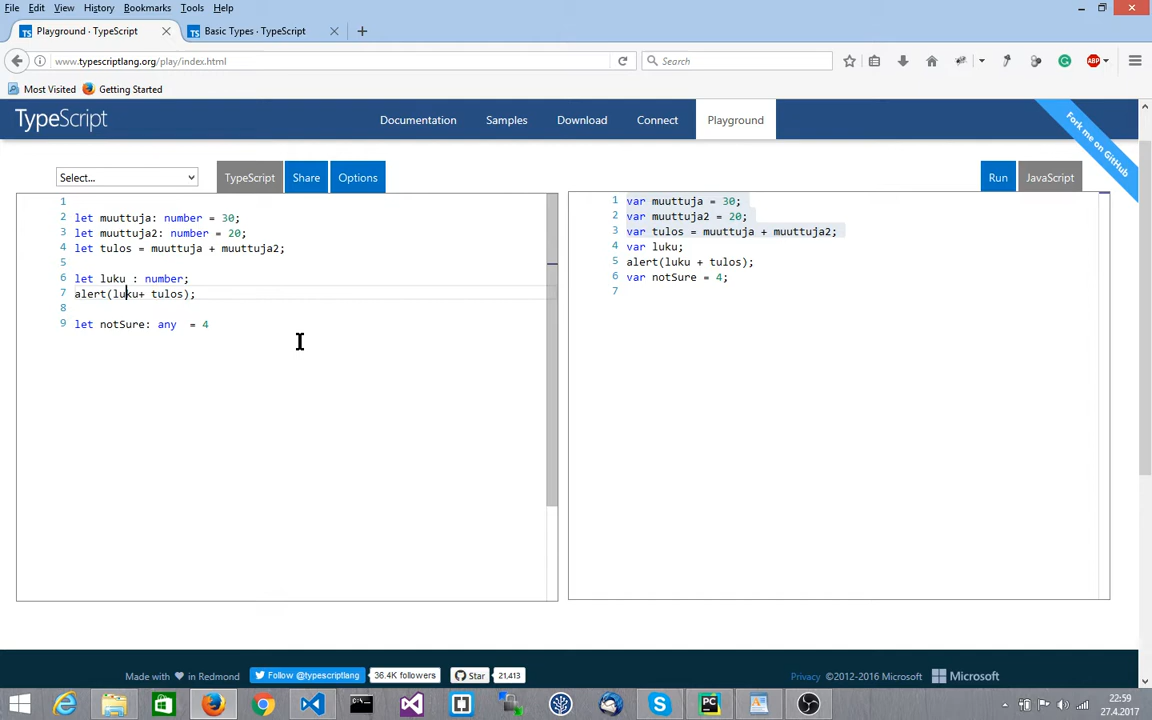 File Edit View History Bookmarks Tools Help
Playground · TypeScript
Basic Types · TypeScript
www.typescriptlang.org/play/index.html
Search
ABP
Most Visited
Getting Started
TypeScript
Documentation
Samples
Download
Connect
Playground
Fork me on GitHub
Select...
TypeScript
Share
Options
Run
JavaScript
1
2 let muuttuja: number = 30;
3 let muuttuja2: number = 20;
4 let tulos = muuttuja + muuttuja2;
5
6 let luku : number;
7 alert(luku+ tulos);
8
9 let notSure: any  = 4
1 var muuttuja = 30;
2 var muuttuja2 = 20;
3 var tulos = muuttuja + muuttuja2;
4 var luku;
5 alert(luku + tulos);
6 var notSure = 4;
7
Made with ♥ in Redmond
Follow @typescriptlang
36.4K followers
Star
21,413
Privacy ©2012-2016 Microsoft
Microsoft
22:59
27.4.2017